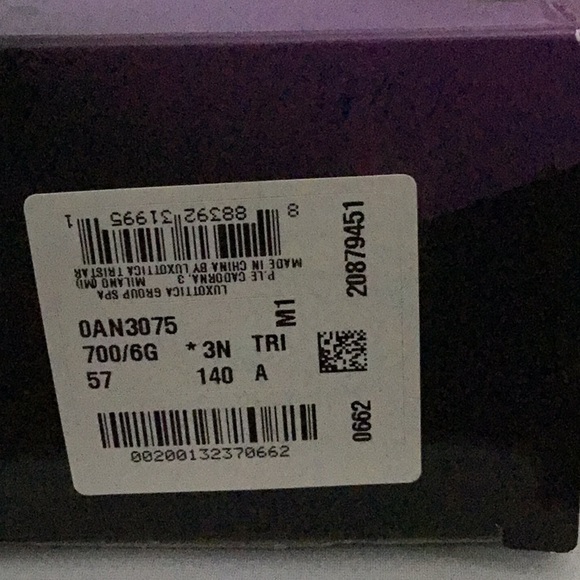 8 88392 31995 1
LUXOTTICA GROUP SPA
P.LE CADORNA, 3 MILANO (MI)
MADE IN CHINA BY LUXOTTICA TRISTAR
0AN3075
M1
20879451
700/6G * 3N TRI
57 140 A
0662
00200132370662